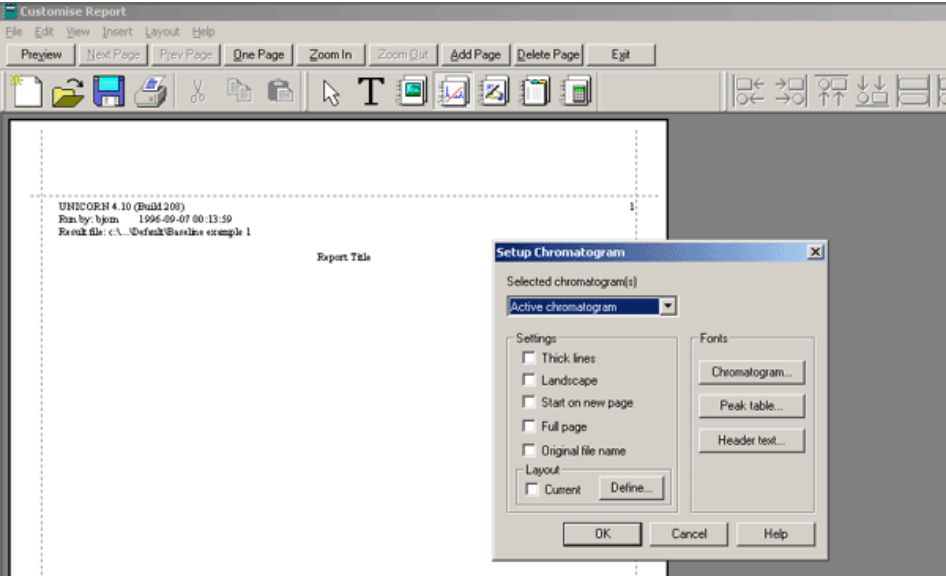 Customise Report
File Edit View Insert Layout Help
Preview Next Page Prev Page One Page Zoom In Zoom Out Add Page Delete Page Exit
T
UNICORN 4.10 (Build 208)
1
Run by: bjorn 1996-09-07 00:13:59
Result file: c:\...\Default\Baseline example 1
Report Title
Setup Chromatogram
Selected chromatogram(s)
Active chromatogram
Settings
Fonts
Thick lines
Chromatogram...
Landscape
Start on new page
Peak table...
Full page
Header text...
Original file name
Layout
Current Define...
OK Cancel Help